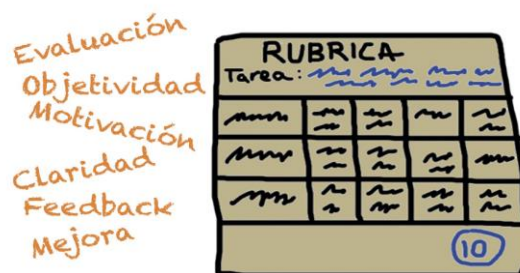 Evaluación
Objetividad
Motivación
Claridad
Feedback
Mejora
RUBRICA
Tarea:
10